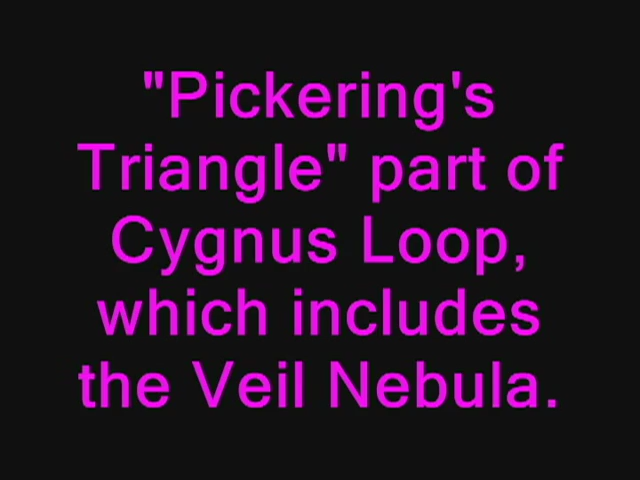 "Pickering's
Triangle" part of
Cygnus Loop,
which includes
the Veil Nebula.